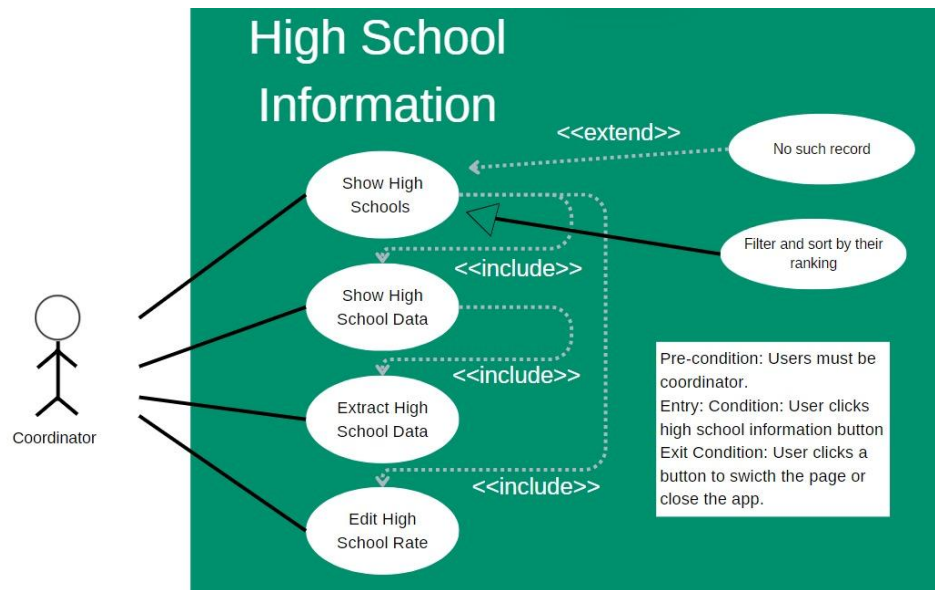 High School
Information
<<extend>>
No such record
Show High
Schools
Filter and sort by their
ranking
<<include>>
Show High
School Data
Pre-condition: Users must be
coordinator.
Entry: Condition: User clicks
high school information button
Exit Condition: User clicks a
button to swicth the page or
close the app.
<<include>>
Extract High
School Data
Coordinator
<<include>>
Edit High
School Rate